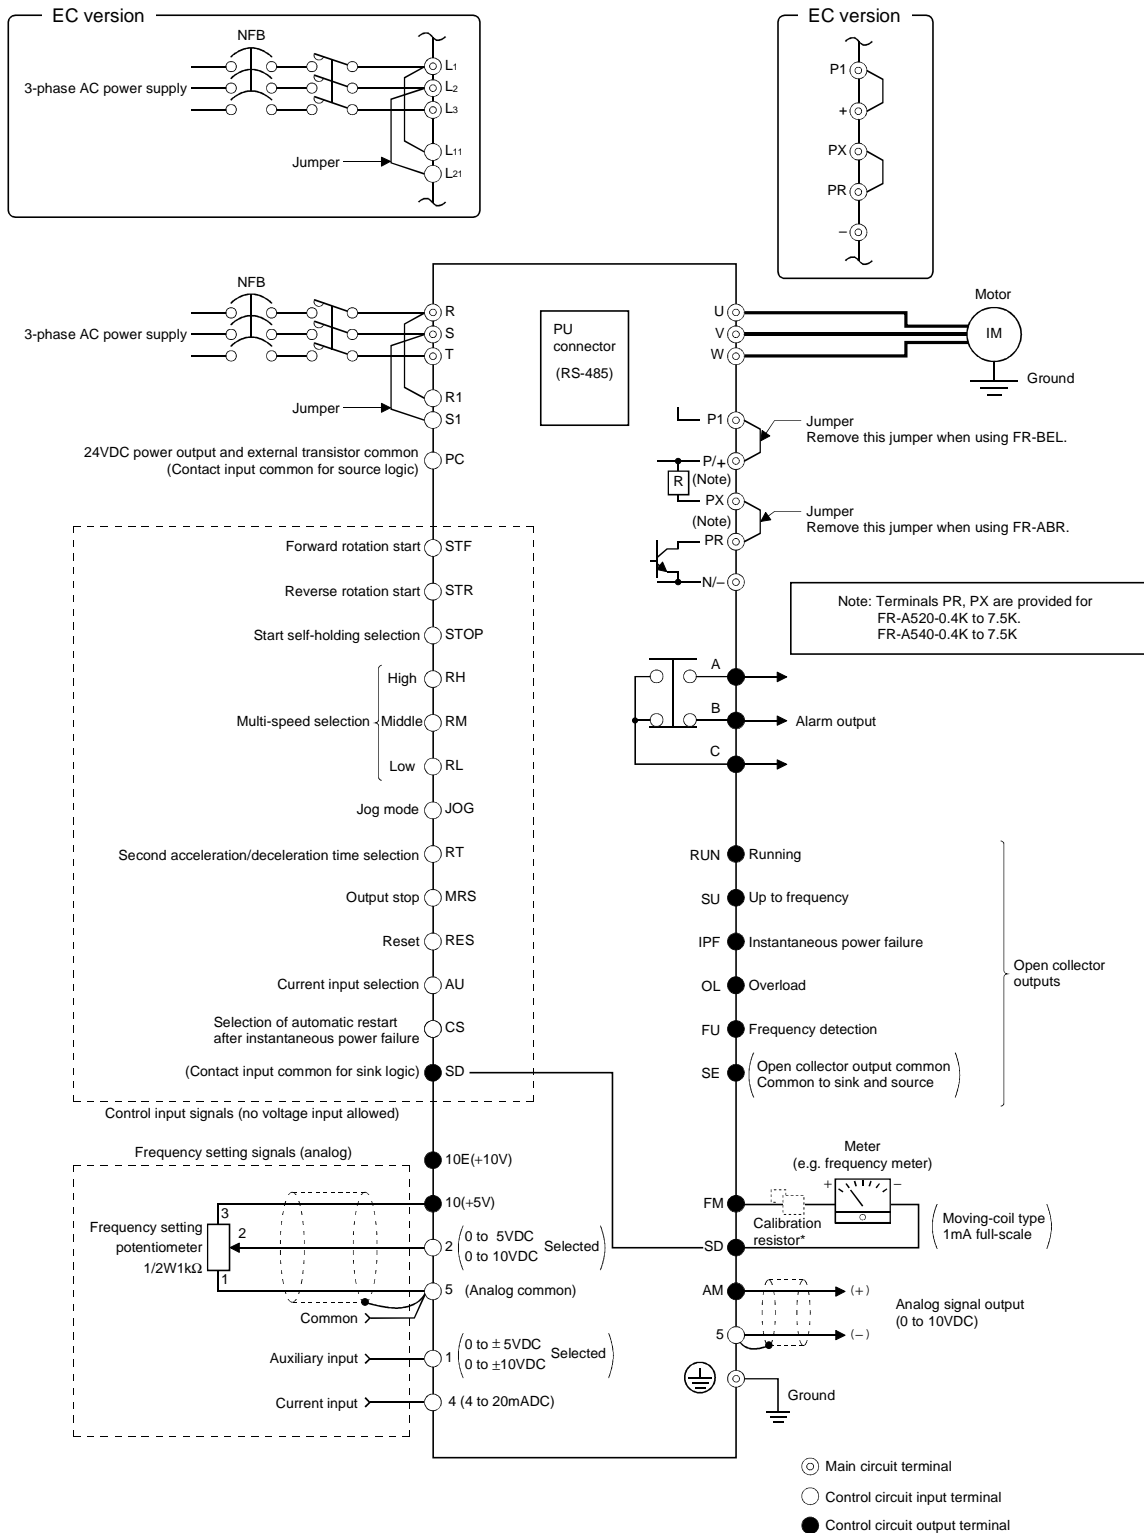 EC version
NFB
3-phase AC power supply
L1
L2
L3
L11
L21
Jumper
EC version
P1
+
PX
PR
−
NFB
3-phase AC power supply
R
S
T
R1
S1
Jumper
24VDC power output and external transistor common
(Contact input common for source logic)
PC
PU
connector
(RS-485)
U
V
W
Motor
IM
Ground
P1
Jumper
Remove this jumper when using FR-BEL.
P/+
R
(Note)
PX
(Note)
Jumper
Remove this jumper when using FR-ABR.
PR
N/−
Note: Terminals PR, PX are provided for
FR-A520-0.4K to 7.5K.
FR-A540-0.4K to 7.5K
Forward rotation start
STF
Reverse rotation start
STR
Start self-holding selection
STOP
Multi-speed selection
High
RH
Middle
RM
Low
RL
Jog mode
JOG
Second acceleration/deceleration time selection
RT
Output stop
MRS
Reset
RES
Current input selection
AU
Selection of automatic restart
after instantaneous power failure
CS
(Contact input common for sink logic)
SD
Control input signals (no voltage input allowed)
A
B
C
Alarm output
RUN
Running
SU
Up to frequency
IPF
Instantaneous power failure
OL
Overload
FU
Frequency detection
SE
(Open collector output common
Common to sink and source)
Open collector
outputs
Frequency setting signals (analog)
10E(+10V)
10(+5V)
3
2
1
Frequency setting
potentiometer
1/2W1kΩ
2
(0 to 5VDC
0 to 10VDC Selected)
5 (Analog common)
Common
Auxiliary input
1
(0 to ±5VDC
0 to ±10VDC Selected)
Current input
4 (4 to 20mADC)
Meter
(e.g. frequency meter)
+
−
FM
Calibration
resistor*
(Moving-coil type
1mA full-scale)
SD
AM
(+)
5
(−)
Analog signal output
(0 to 10VDC)
Ground
Main circuit terminal
Control circuit input terminal
Control circuit output terminal